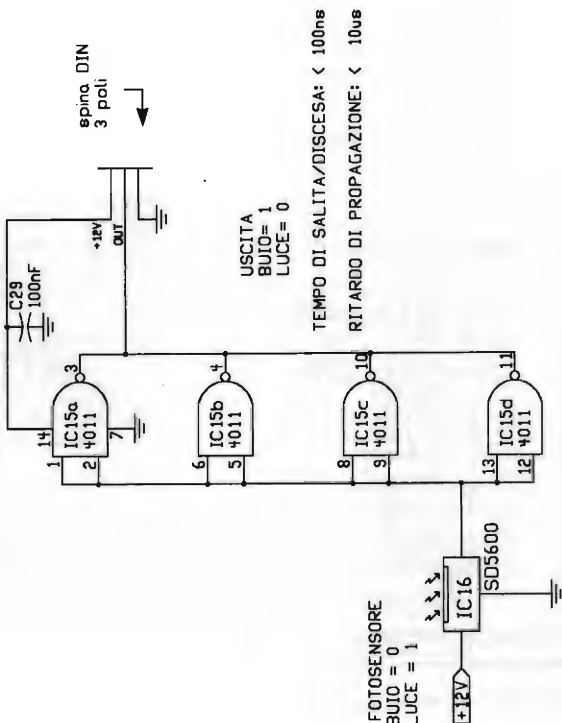 FOTOSENSORE
BUIO = 0
LUCE = 1
+12V
IC16
SD5600
1
2
14
7
3
IC15a
4011
6
5
4
IC15b
4011
8
9
10
IC15c
4011
13
12
11
IC15d
4011
C29
100nF
+12V
OUT
spina DIN
3 poli
USCITA
BUIO= 1
LUCE= 0
TEMPO DI SALITA/DISCESA: < 100ns
RITARDO DI PROPAGAZIONE: < 10us